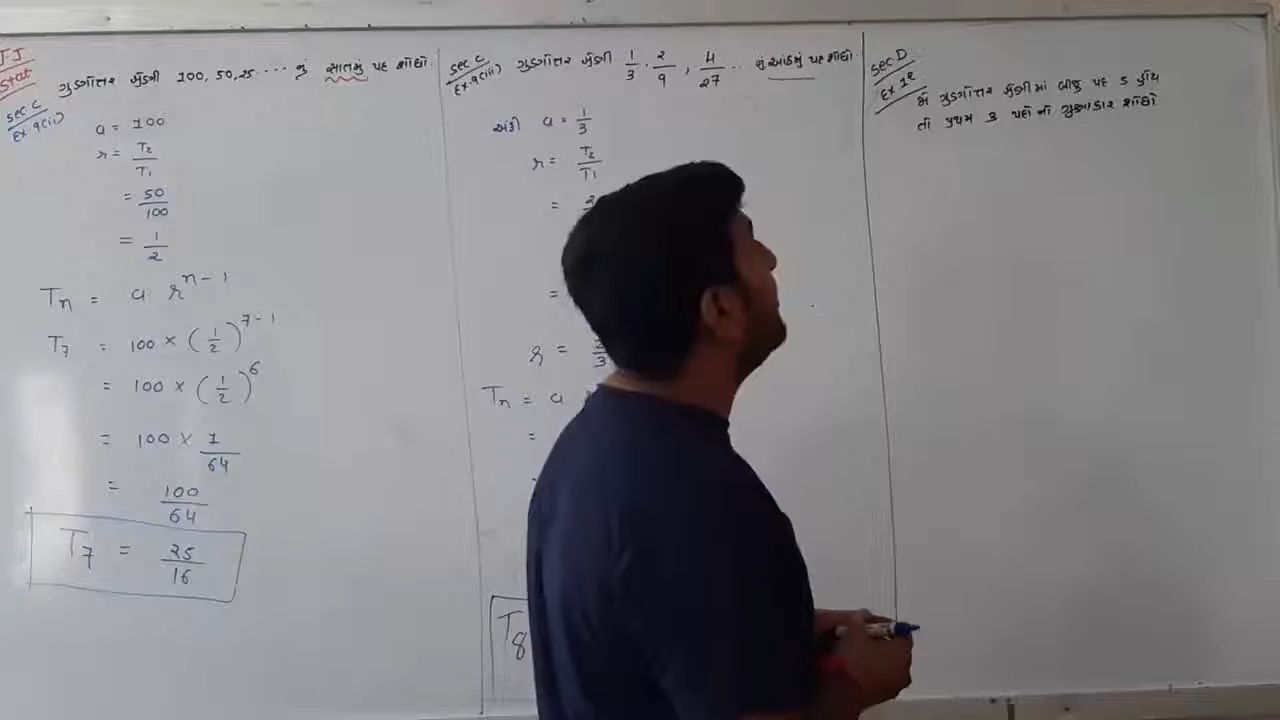 Stat
Sec C
Ex 9(ii)
ગુણોત્તર શ્રેણી 100, 50, 25 .... નું સાતમું પદ શોધો.
a = 100
r = T₂/T₁
= 50/100
= 1/2
Tn = a r^(n-1)
T₇ = 100 × (1/2)^(7-1)
= 100 × (1/2)^6
= 100 × 1/64
= 100/64
T₇ = 25/16
Sec C
Ex 9(iii)
ગુણોત્તર શ્રેણી 1/3, 2/9, 4/27 ... નું આઠમું પદ શોધો
અહીં a = 1/3
r = T₂/T₁
=
=
r = 2/3
Tn = a
=
T₈
Sec D
Ex 12
ગુણોત્તર શ્રેણીમાં બીજુ પદ 5 હોય
તો પ્રથમ 3 પદોનો ગુણાકાર શોધો